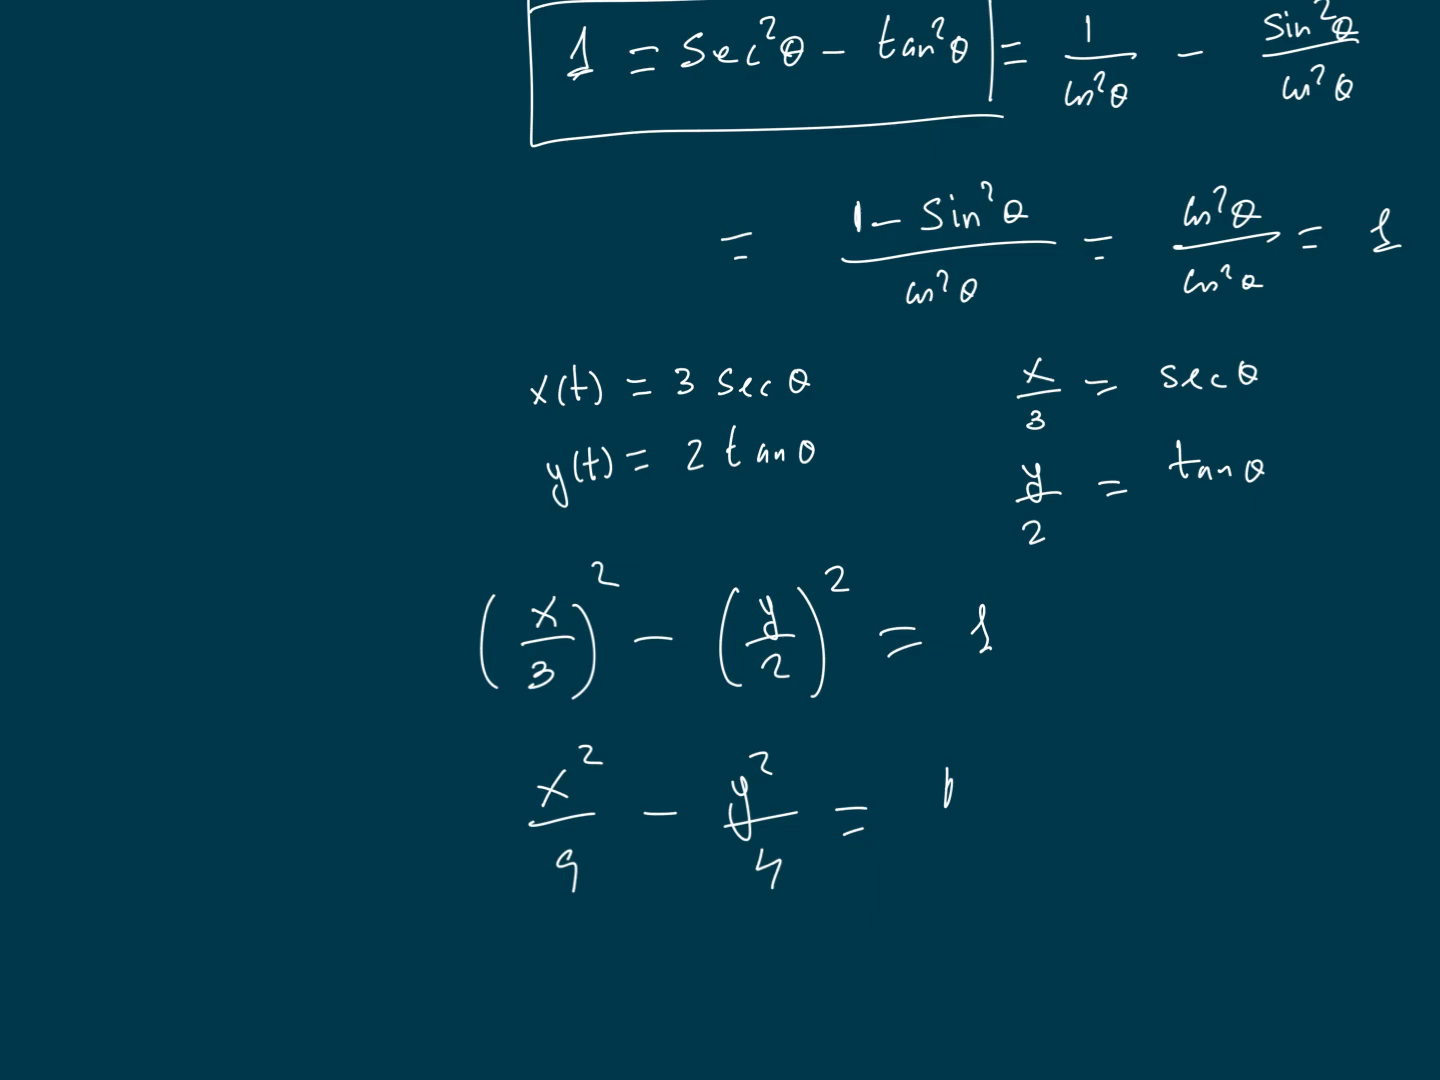 1 = sec²θ - tan²θ = 1/cos²θ - sin²θ/cos²θ
= (1 - sin²θ)/cos²θ = cos²θ/cos²θ = 1
x(t) = 3 secθ    x/3 = secθ
y(t) = 2 tanθ    y/2 = tanθ
(x/3)² - (y/2)² = 1
x²/9 - y²/4 = 1